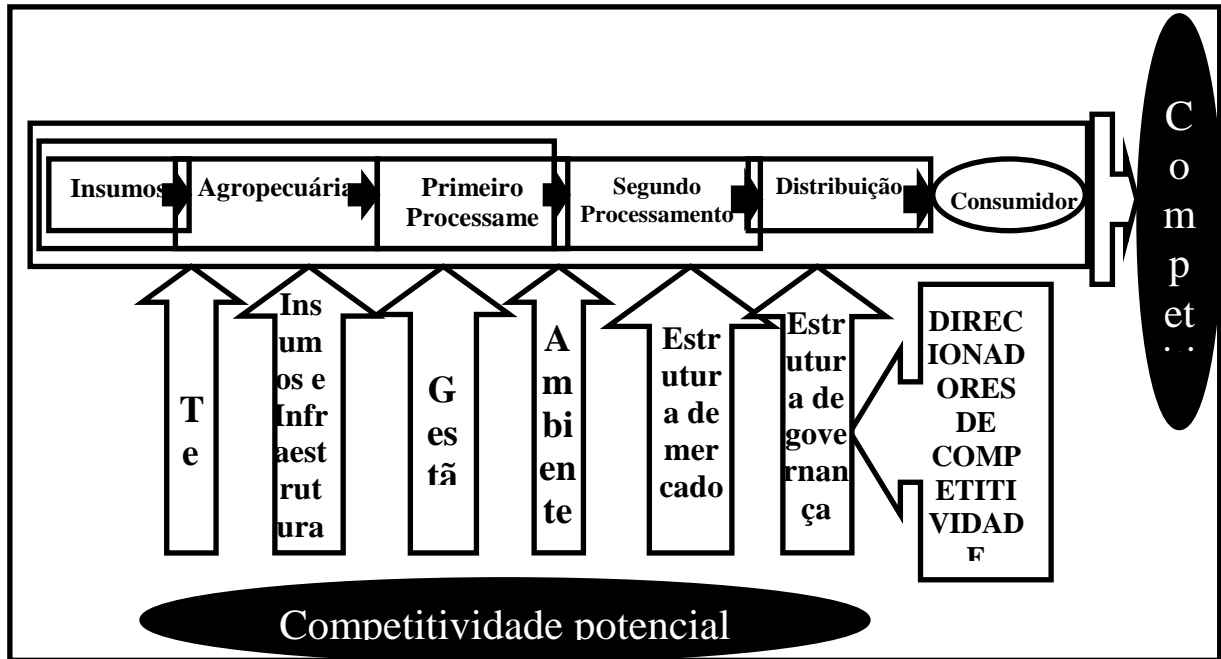 Insumos
Agropecuária
Primeiro
Processame
Segundo
Processamento
Distribuição
Consumidor
C
o
m
p
et
T
e
Ins
um
os e
Infr
aest
rut
ura
G
es
tã
A
m
bi
en
te
Estr
utur
a de
mer
cado
Estr
utur
a de
gove
rnan
ça
DIREC
IONAD
ORES
DE
COMP
ETITI
VIDAD
E
Competitividade potencial